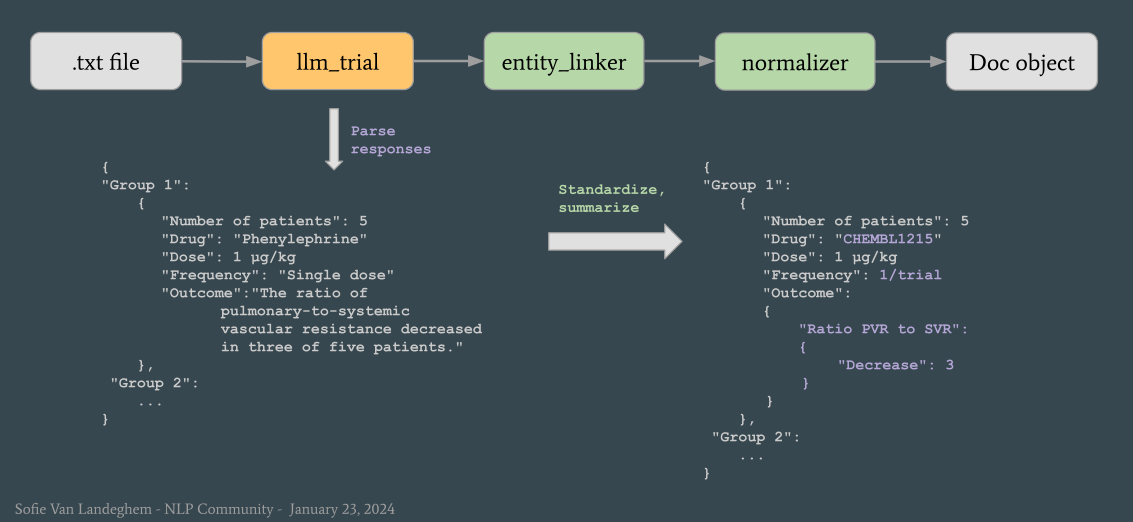 .txt file
llm_trial
entity_linker
normalizer
Doc object
Parse
responses
{
"Group 1":
{
"Number of patients": 5
"Drug": "Phenylephrine"
"Dose": 1 µg/kg
"Frequency": "Single dose"
"Outcome":"The ratio of
pulmonary-to-systemic
vascular resistance decreased
in three of five patients."
},
"Group 2":
...
}
Standardize,
summarize
{
"Group 1":
{
"Number of patients": 5
"Drug": "CHEMBL1215"
"Dose": 1 µg/kg
"Frequency": 1/trial
"Outcome":
{
"Ratio PVR to SVR":
{
"Decrease": 3
}
}
},
"Group 2":
...
}
Sofie Van Landeghem - NLP Community - January 23, 2024